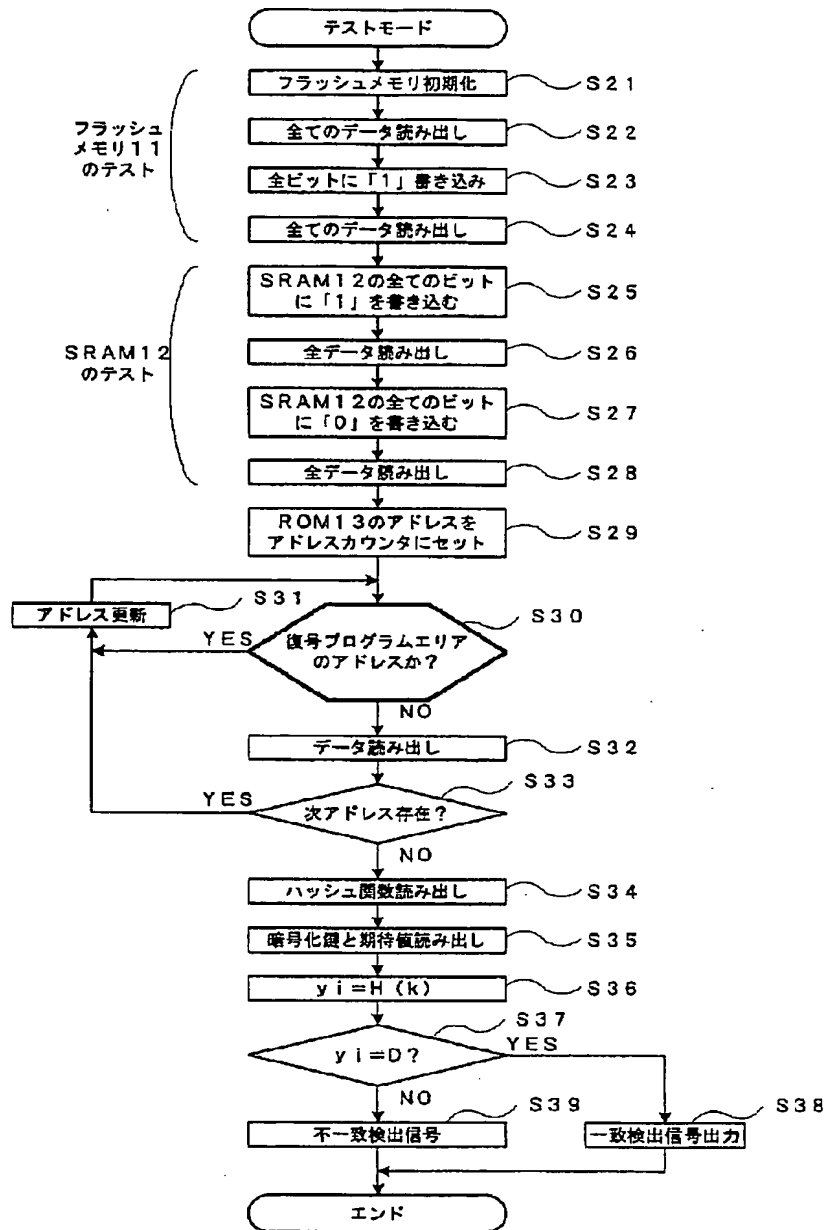 テストモード
フラッシュメモリ初期化
S21
フラッシュ
メモリ11
のテスト
全てのデータ読み出し
S22
全ビットに「1」書き込み
S23
全てのデータ読み出し
S24
SRAM12の全てのビット
に「1」を書き込む
S25
SRAM12
のテスト
全データ読み出し
S26
SRAM12の全てのビット
に「0」を書き込む
S27
全データ読み出し
S28
ROM13のアドレスを
アドレスカウンタにセット
S29
アドレス更新
S31
復号プログラムエリア
のアドレスか?
S30
YES
NO
データ読み出し
S32
次アドレス存在?
S33
YES
NO
ハッシュ関数読み出し
S34
暗号化鍵と期待値読み出し
S35
yi=H(k)
S36
yi=D?
S37
YES
NO
不一致検出信号
S39
一致検出信号出力
S38
エンド